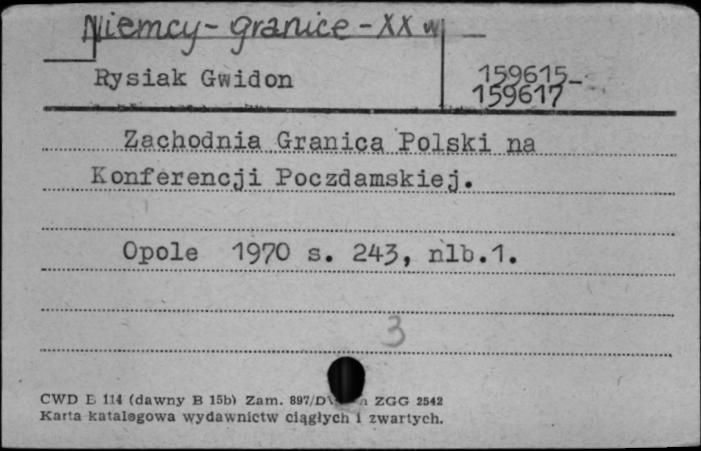 Niemcy - granice - XX w
Rysiak Gwidon
159615-
159617
Zachodnia Granica Polski na
Konferencji Poczdamskiej.
Opole 1970 s. 243, nlb.1.
3
CWD E 114 (dawny B 15b) Zam. 897/ ZGG 2542
Karta katalogowa wydawnictw ciągłych i zwartych.